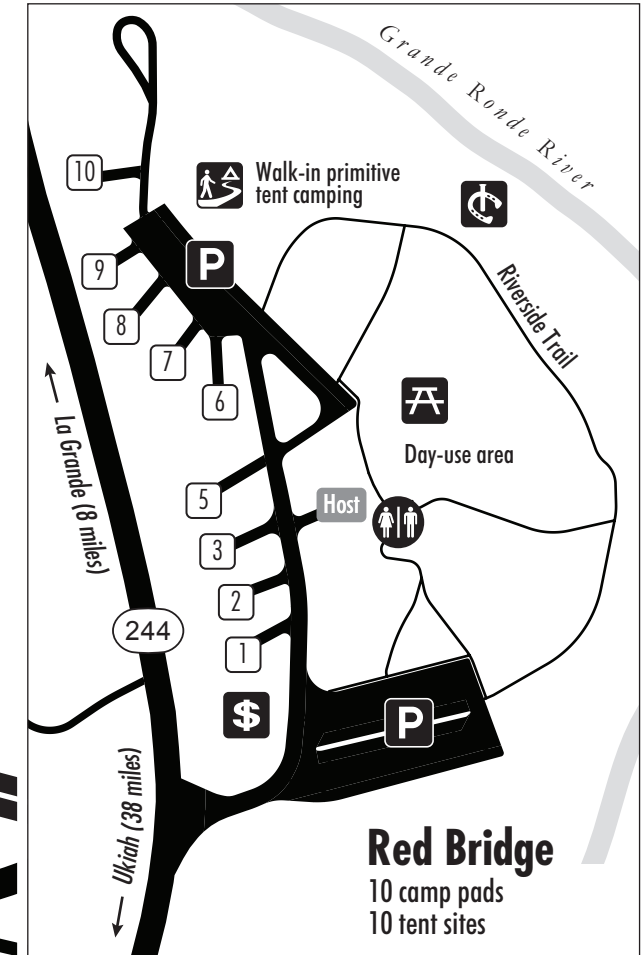 Grande Ronde River
10
Walk-in primitive
tent camping
P
9
8
7
6
Riverside Trail
← La Grande (8 miles)
Day-use area
5
Host
3
2
1
244
$
P
← Ukiah (38 miles)
Red Bridge
10 camp pads
10 tent sites